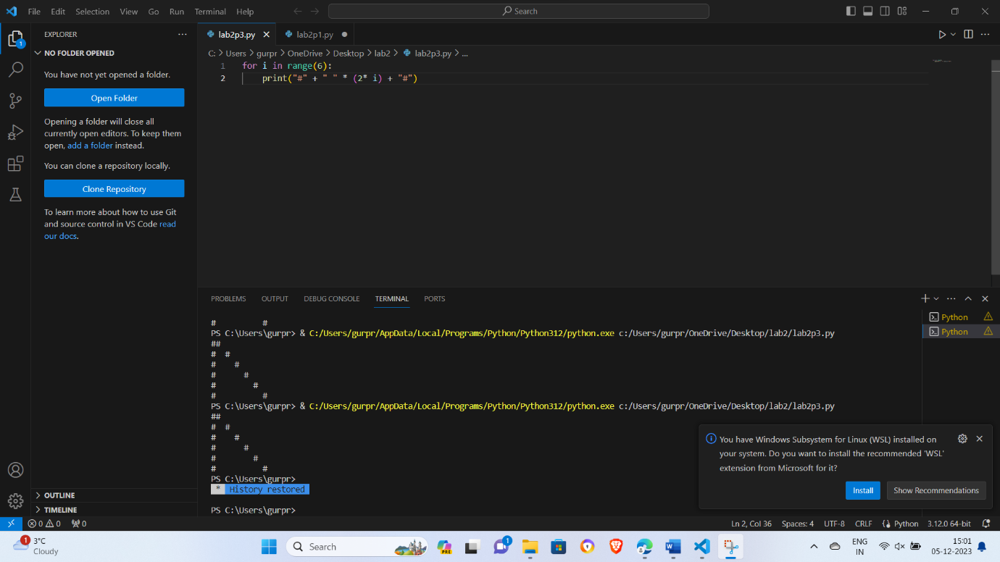 File Edit Selection View Go Run Terminal Help
Search
EXPLORER
NO FOLDER OPENED
You have not yet opened a folder.
Open Folder
Opening a folder will close all
currently open editors. To keep them
open, add a folder instead.
You can clone a repository locally.
Clone Repository
To learn more about how to use Git
and source control in VS Code read
our docs.
OUTLINE
TIMELINE
lab2p3.py lab2p1.py
C: > Users > gurpr > OneDrive > Desktop > lab2 > lab2p3.py > ...
1 for i in range(6):
2     print("#" + " " * (2* i) + "#")
PROBLEMS OUTPUT DEBUG CONSOLE TERMINAL PORTS
#          #
PS C:\Users\gurpr> & C:/Users/gurpr/AppData/Local/Programs/Python/Python312/python.exe c:/Users/gurpr/OneDrive/Desktop/lab2/lab2p3.py
##
#  #
#    #
#      #
#        #
#          #
PS C:\Users\gurpr> & C:/Users/gurpr/AppData/Local/Programs/Python/Python312/python.exe c:/Users/gurpr/OneDrive/Desktop/lab2/lab2p3.py
##
#  #
#    #
#      #
#        #
#          #
PS C:\Users\gurpr>
* History restored
PS C:\Users\gurpr>
Python
Python
You have Windows Subsystem for Linux (WSL) installed on
your system. Do you want to install the recommended 'WSL'
extension from Microsoft for it?
Install Show Recommendations
0 0 0
Ln 2, Col 36 Spaces: 4 UTF-8 CRLF Python 3.12.0 64-bit
1
1
3°C
Cloudy
Search
PRE
1
ENG
IN
15:01
05-12-2023